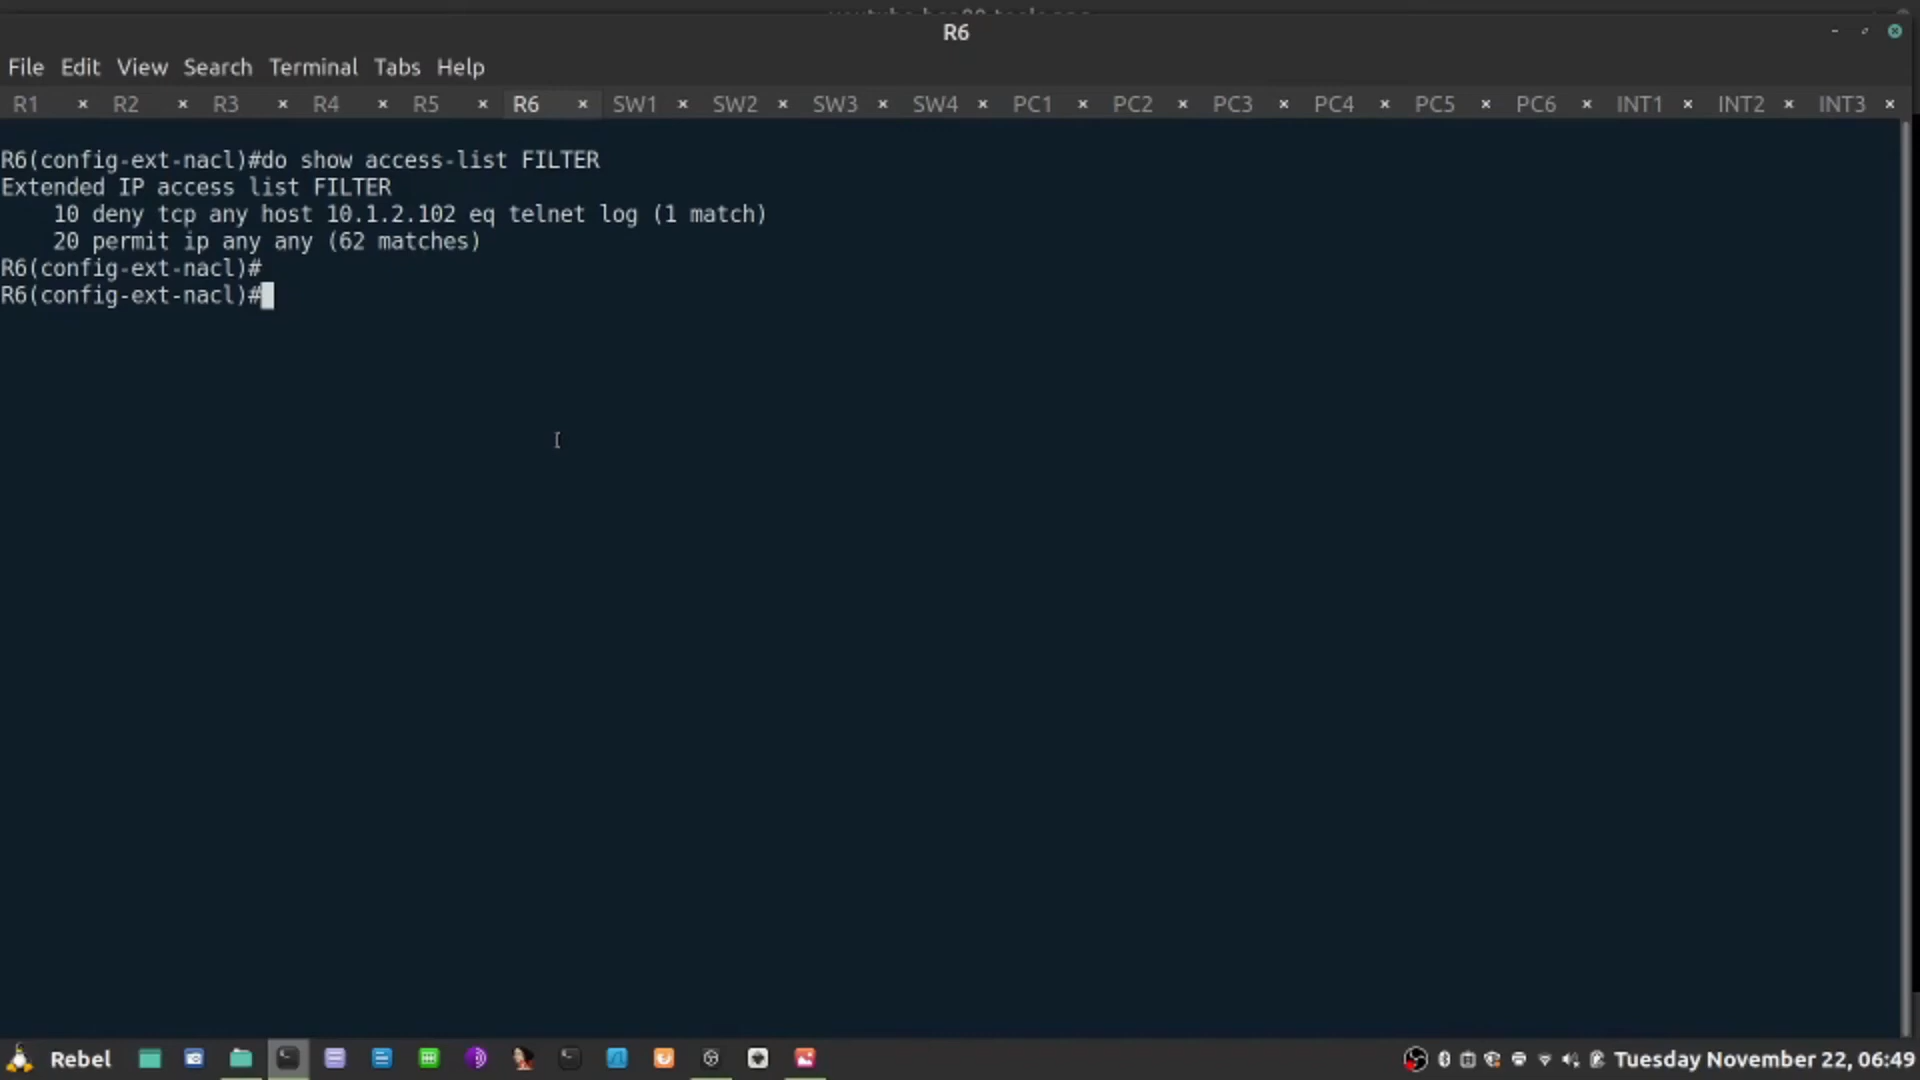 R6
File Edit View Search Terminal Tabs Help
R1 × R2 × R3 × R4 × R5 × R6 × SW1 × SW2 × SW3 × SW4 × PC1 × PC2 × PC3 × PC4 × PC5 × PC6 × INT1 × INT2 × INT3 ×
R6(config-ext-nacl)#do show access-list FILTER
Extended IP access list FILTER
    10 deny tcp any host 10.1.2.102 eq telnet log (1 match)
    20 permit ip any any (62 matches)
R6(config-ext-nacl)#
R6(config-ext-nacl)#
Rebel
Tuesday November 22, 06:49